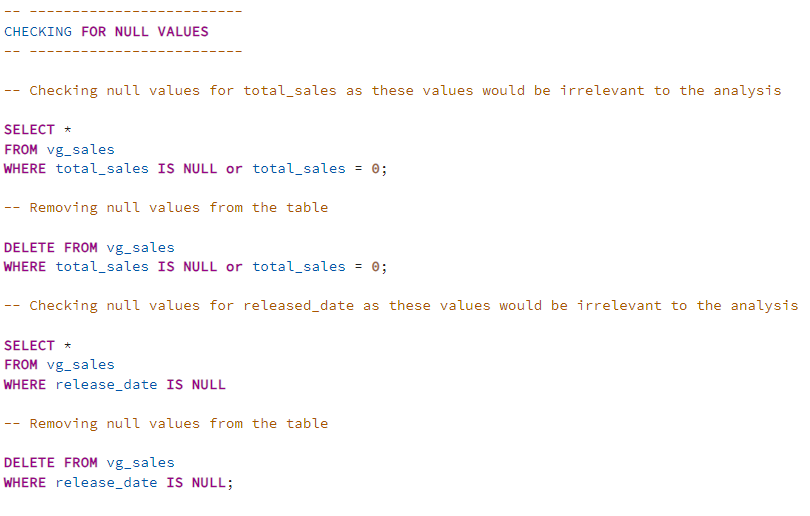 -- -------------------------
CHECKING FOR NULL VALUES
-- -------------------------
-- Checking null values for total_sales as these values would be irrelevant to the analysis
SELECT *
FROM vg_sales
WHERE total_sales IS NULL or total_sales = 0;
-- Removing null values from the table
DELETE FROM vg_sales
WHERE total_sales IS NULL or total_sales = 0;
-- Checking null values for released_date as these values would be irrelevant to the analysis
SELECT *
FROM vg_sales
WHERE release_date IS NULL
-- Removing null values from the table
DELETE FROM vg_sales
WHERE release_date IS NULL;